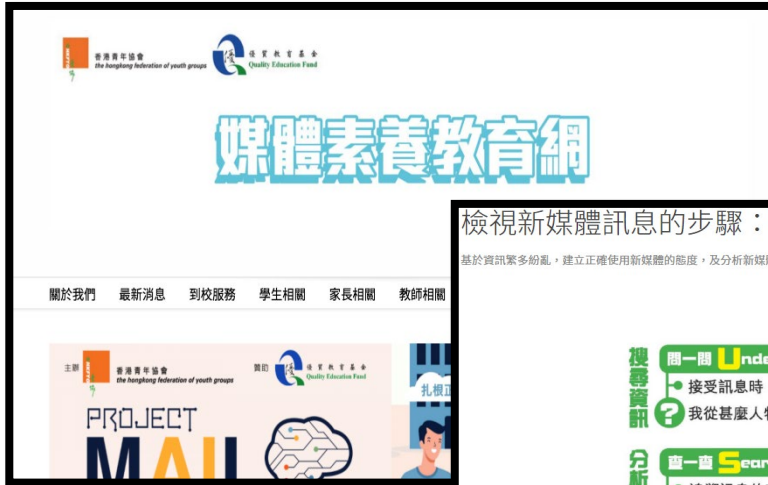 香港青年協會
the hongkong federation of youth groups
優質教育基金
Quality Education Fund
媒體素養教育網
關於我們 最新消息 到校服務 學生相關 家長相關 教師相關
主辦
香港青年協會
the hongkong federation of youth groups
贊助
優質教育基金
Quality Education Fund
PROJECT
扎根
檢視新媒體訊息的步驟：
基於資訊繁多紛亂，建立正確使用新媒體的態度，及分析新媒
搜尋資訊
問一問 Unde
接受訊息時
我從甚麼人
分析
查一查 Sear